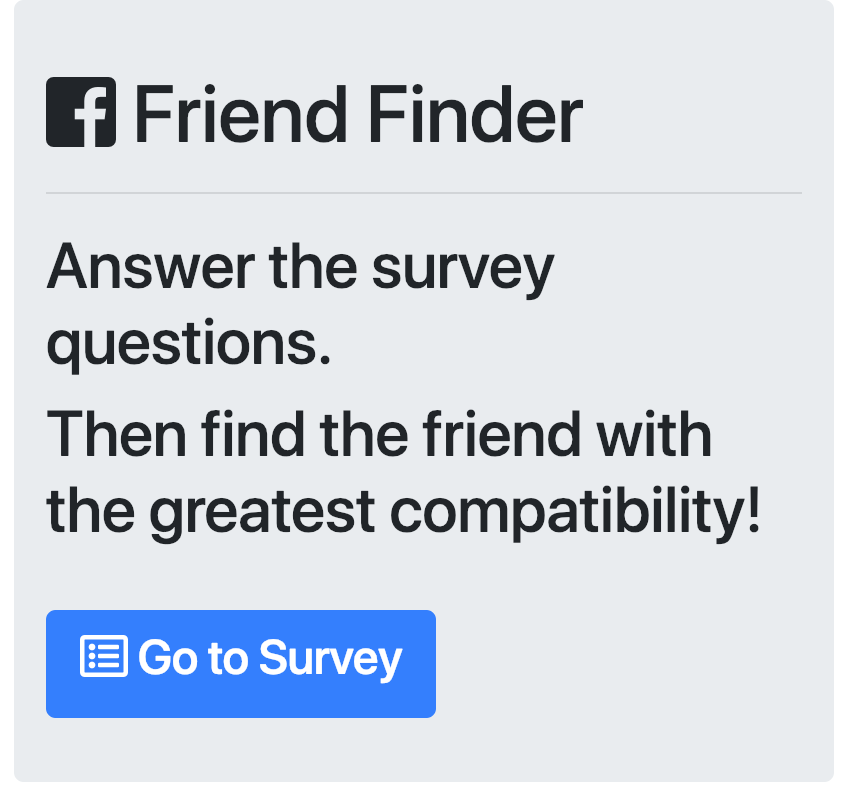 Friend Finder
Answer the survey
questions.
Then find the friend with
the greatest compatibility!
Go to Survey